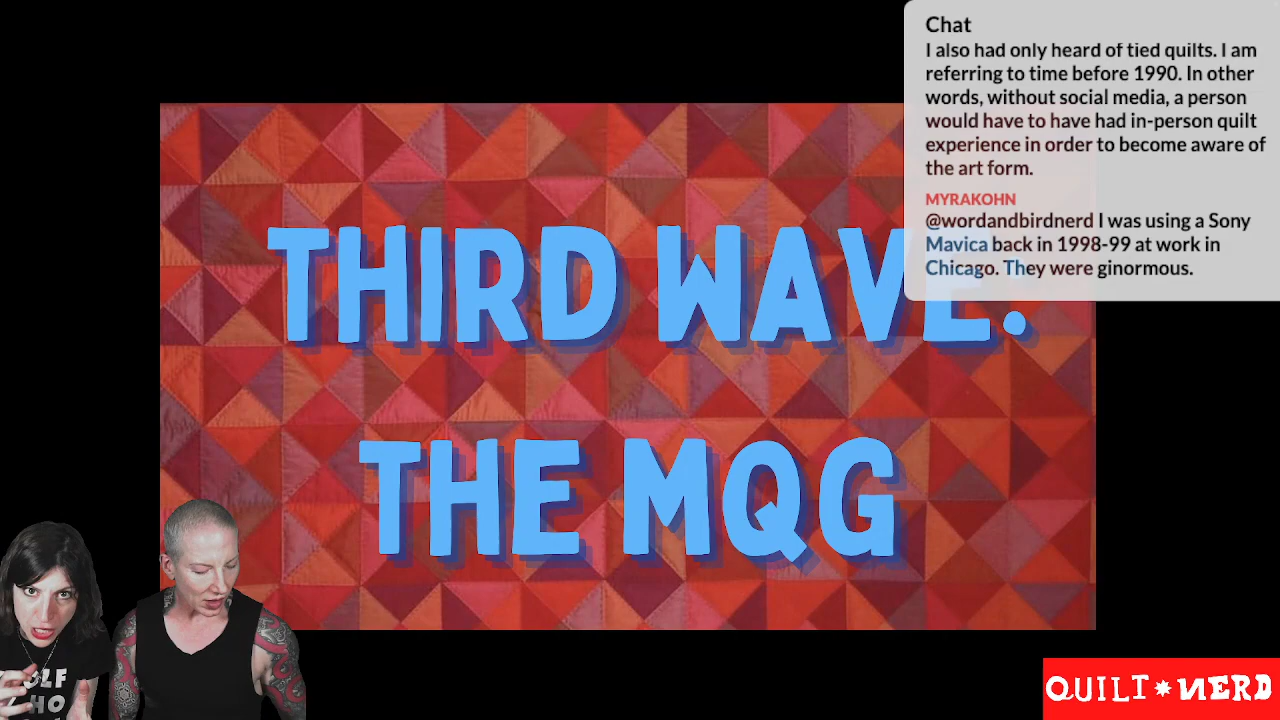 Chat
I also had only heard of tied quilts. I am
referring to time before 1990. In other
words, without social media, a person
would have to have had in-person quilt
experience in order to become aware of
the art form.
MYRAKOHN
@wordandbirdnerd I was using a Sony
Mavica back in 1998-99 at work in
Chicago. They were ginormous.
THIRD WAVE:
THE MQG
QUILT*NERD